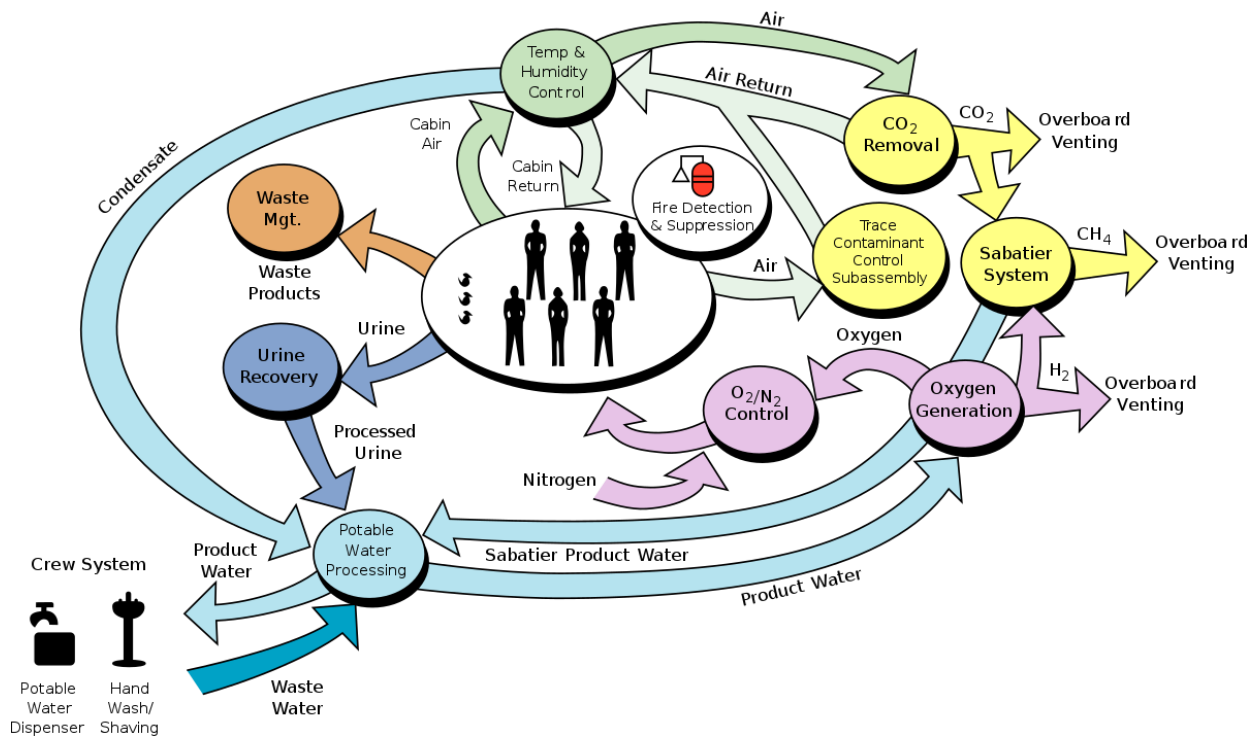 Air
Temp &
Humidity
Control
Air Return
Cabin
Air
CO2
Removal
CO2
Overboard
Venting
Condensate
Cabin
Return
Waste
Mgt.
Fire Detection
& Suppression
Trace
Contaminant
Control
Subassembly
Sabatier
System
CH4
Overboard
Venting
Waste
Products
Air
Urine
Oxygen
Urine
Recovery
O2/N2
Control
Oxygen
Generation
H2
Overboard
Venting
Processed
Urine
Nitrogen
Potable
Water
Processing
Sabatier Product Water
Product Water
Product
Water
Crew System
Potable
Water
Dispenser
Hand
Wash/
Shaving
Waste
Water